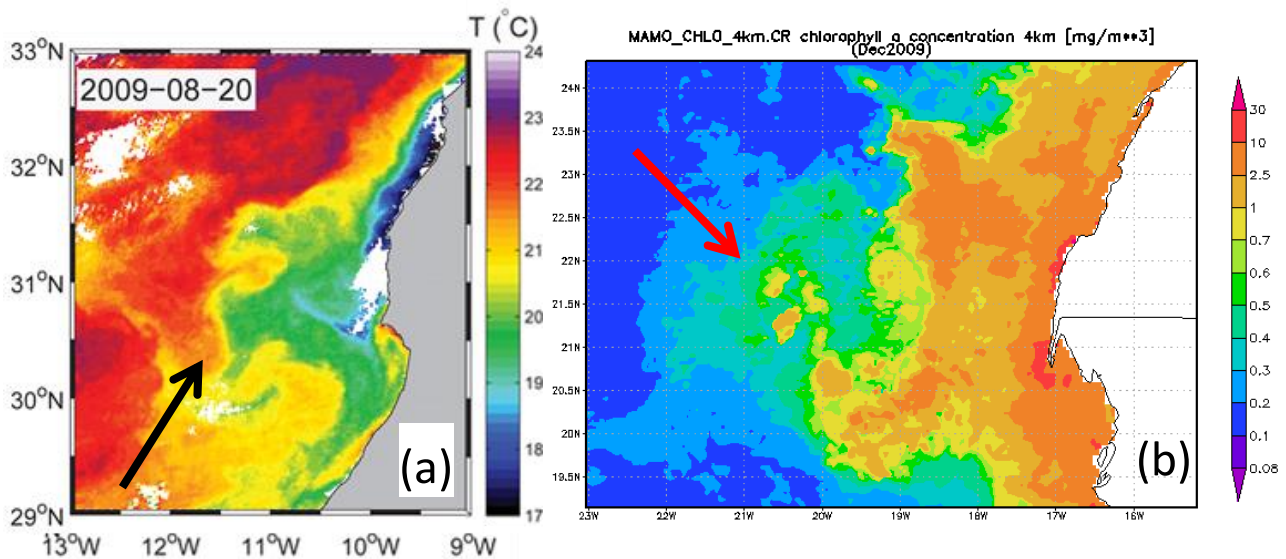 T (°C)
33°N
32°N
31°N
30°N
29°N
13°W
12°W
11°W
10°W
9°W
2009-08-20
(a)
24
23
22
21
20
19
18
17
MAMO_CHLO_4km.CR chlorophyll a concentration 4km [mg/m**3]
(Dec2009)
24N
23.5N
23N
22.5N
22N
21.5N
21N
20.5N
20N
19.5N
23W
22W
21W
20W
19W
18W
17W
16W
(b)
30
10
2.5
1
0.7
0.6
0.5
0.4
0.3
0.2
0.1
0.08